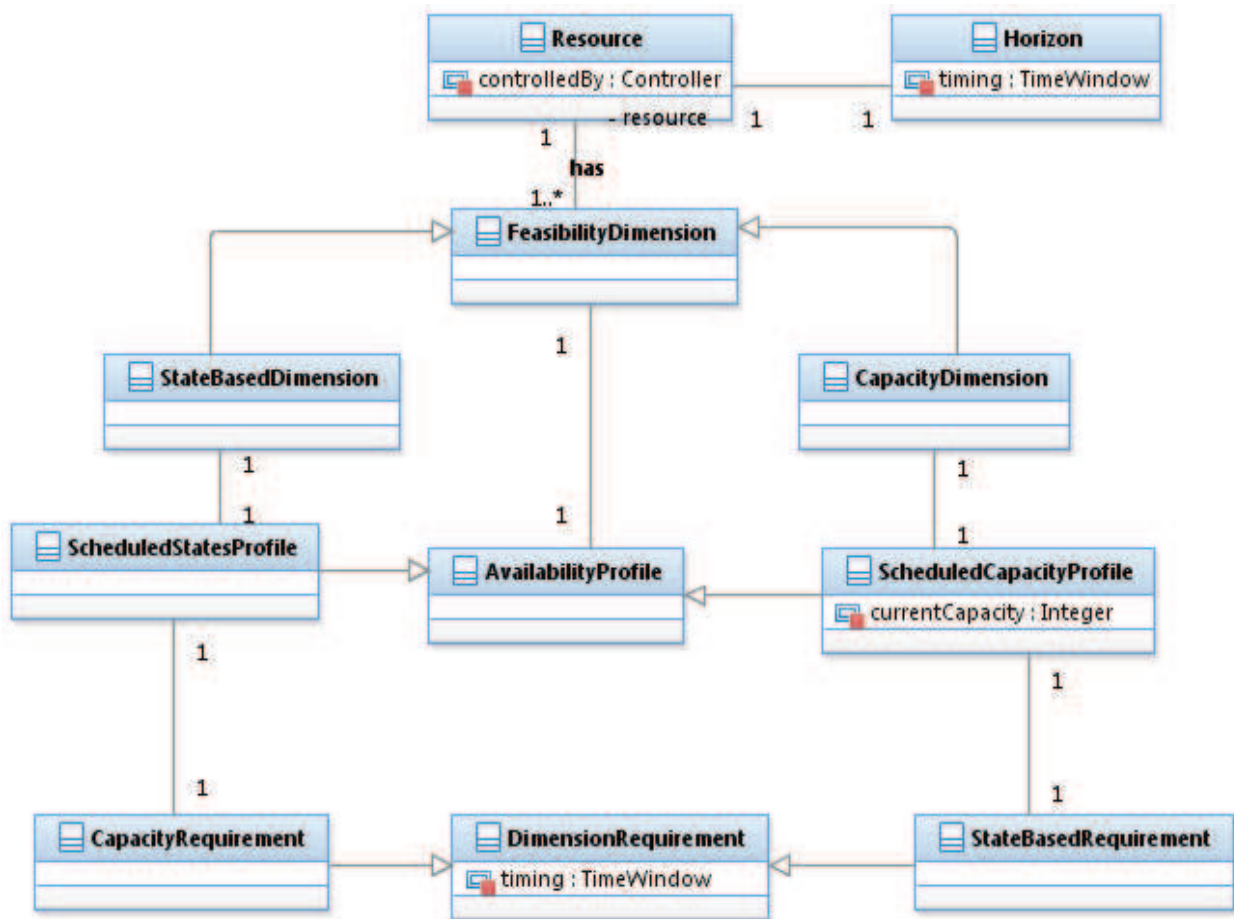 Resource
Horizon
controlledBy : Controller
timing : TimeWindow
- resource
1
1
1
has
1..*
FeasibilityDimension
1
StateBasedDimension
CapacityDimension
1
1
1
1
1
1
ScheduledStatesProfile
AvailabilityProfile
ScheduledCapacityProfile
currentCapacity : Integer
1
1
1
1
CapacityRequirement
DimensionRequirement
StateBasedRequirement
timing : TimeWindow